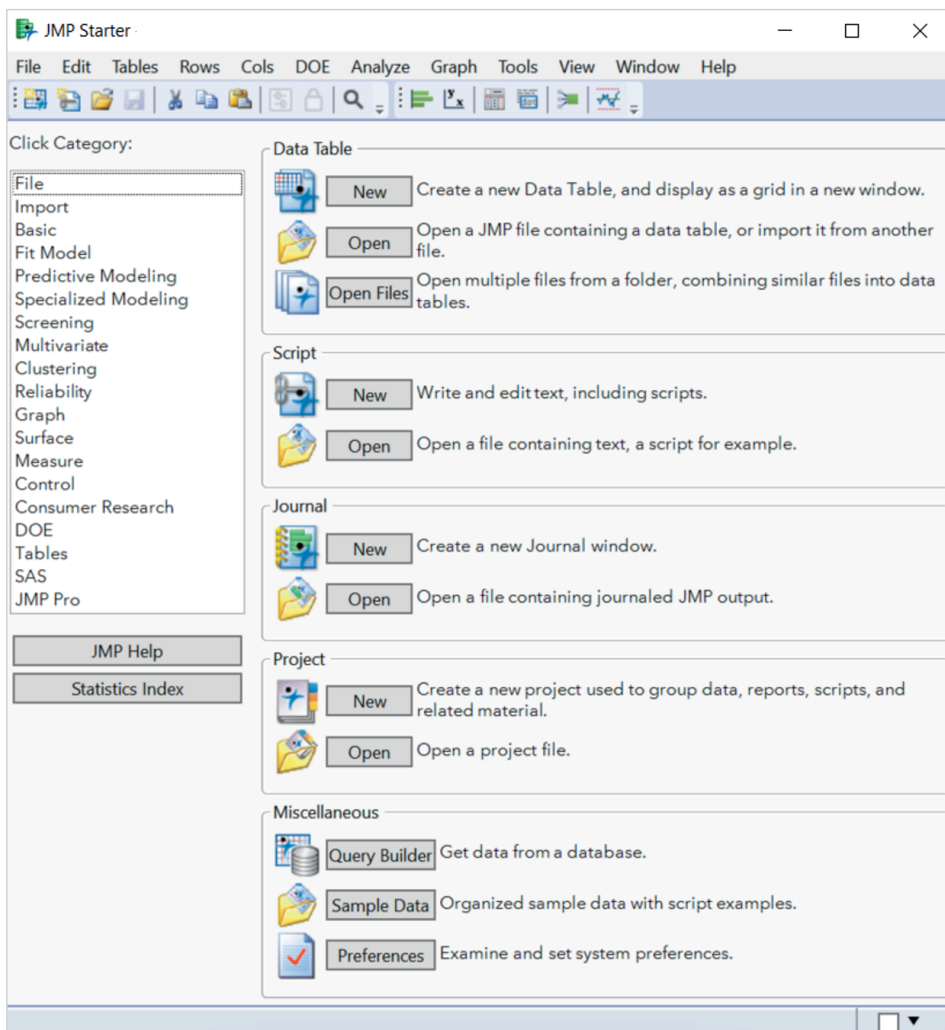 JMP Starter
File Edit Tables Rows Cols DOE Analyze Graph Tools View Window Help
Click Category:
File
Import
Basic
Fit Model
Predictive Modeling
Specialized Modeling
Screening
Multivariate
Clustering
Reliability
Graph
Surface
Measure
Control
Consumer Research
DOE
Tables
SAS
JMP Pro
JMP Help
Statistics Index
Data Table
New Create a new Data Table, and display as a grid in a new window.
Open Open a JMP file containing a data table, or import it from another
file.
Open Files Open multiple files from a folder, combining similar files into data
tables.
Script
New Write and edit text, including scripts.
Open Open a file containing text, a script for example.
Journal
New Create a new Journal window.
Open Open a file containing journaled JMP output.
Project
New Create a new project used to group data, reports, scripts, and
related material.
Open Open a project file.
Miscellaneous
Query Builder Get data from a database.
Sample Data Organized sample data with script examples.
Preferences Examine and set system preferences.